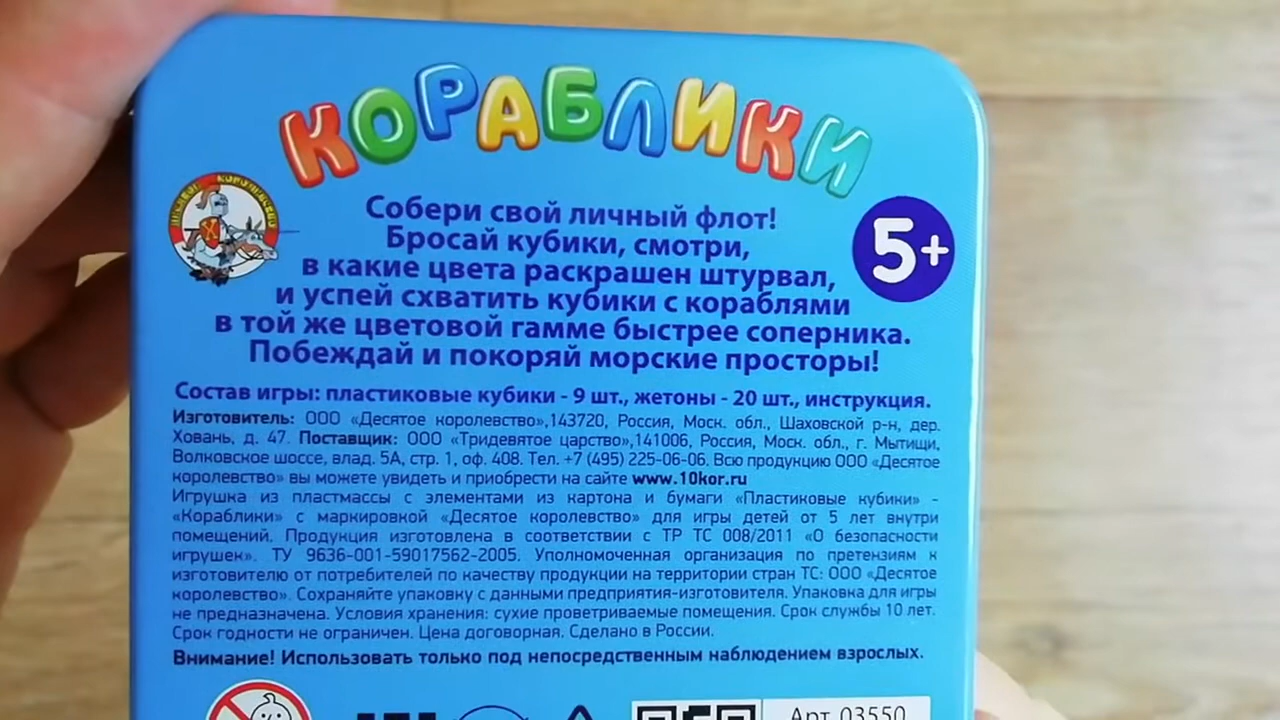 КОРАБЛИКИ
Собери свой личный флот!
Бросай кубики, смотри,
в какие цвета раскрашен штурвал,
и успей схватить кубики с кораблями
в той же цветовой гамме быстрее соперника.
Побеждай и покоряй морские просторы!
5+
Состав игры: пластиковые кубики - 9 шт., жетоны - 20 шт., инструкция.
Изготовитель: ООО «Десятое королевство»,143720, Россия, Моск. обл., Шаховской р-н, дер.
Ховань, д. 47. Поставщик: ООО «Тридевятое царство»,141006, Россия, Моск. обл., г. Мытищи,
Волковское шоссе, влад. 5А, стр. 1, оф. 408. Тел. +7 (495) 225-06-06. Всю продукцию ООО «Десятое
королевство» вы можете увидеть и приобрести на сайте www.10kor.ru
Игрушка из пластмассы с элементами из картона и бумаги «Пластиковые кубики» -
«Кораблики» с маркировкой «Десятое королевство» для игры детей от 5 лет внутри
помещений. Продукция изготовлена в соответствии с ТР ТС 008/2011 «О безопасности
игрушек». ТУ 9636-001-59017562-2005. Уполномоченная организация по претензиям к
изготовителю от потребителей по качеству продукции на территории стран ТС: ООО «Десятое
королевство». Сохраняйте упаковку с данными предприятия-изготовителя. Упаковка для игры
не предназначена. Условия хранения: сухие проветриваемые помещения. Срок службы 10 лет.
Срок годности не ограничен. Цена договорная. Сделано в России.
Внимание! Использовать только под непосредственным наблюдением взрослых.
Арт. 03550